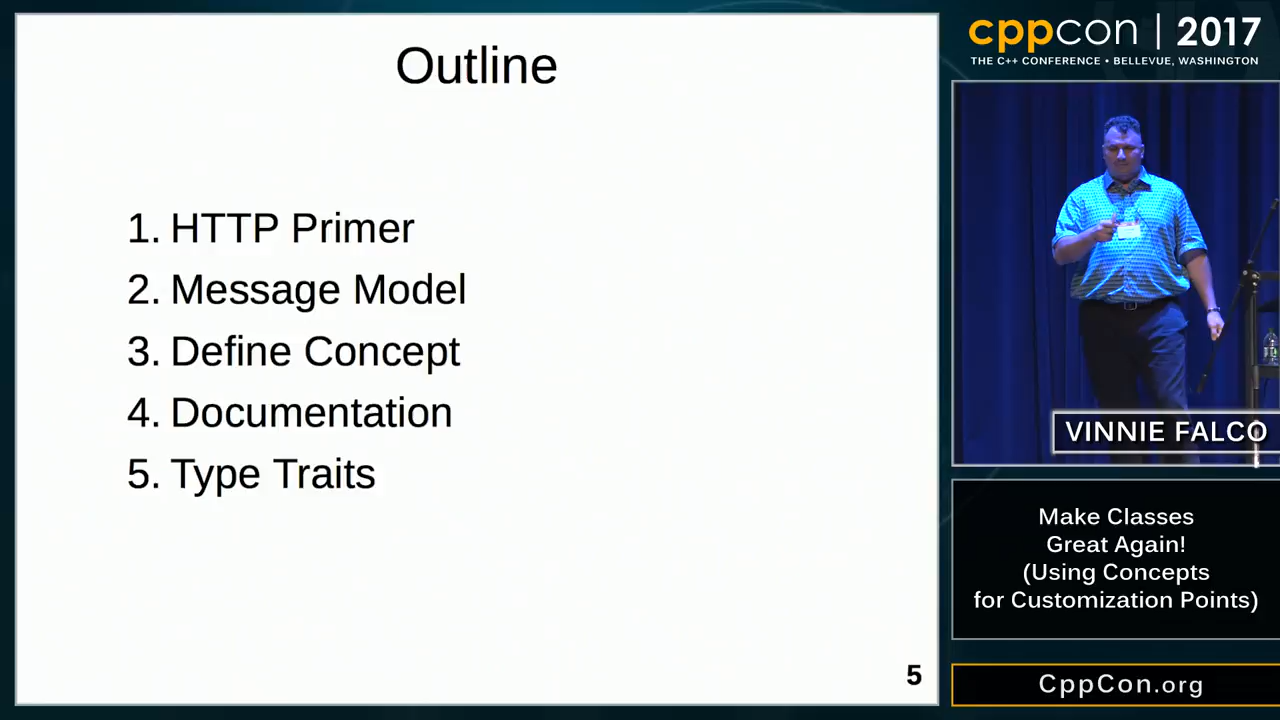 Outline
1. HTTP Primer
2. Message Model
3. Define Concept
4. Documentation
5. Type Traits
5
cppcon | 2017
THE C++ CONFERENCE • BELLEVUE, WASHINGTON
VINNIE FALCO
Make Classes
Great Again!
(Using Concepts
for Customization Points)
CppCon.org